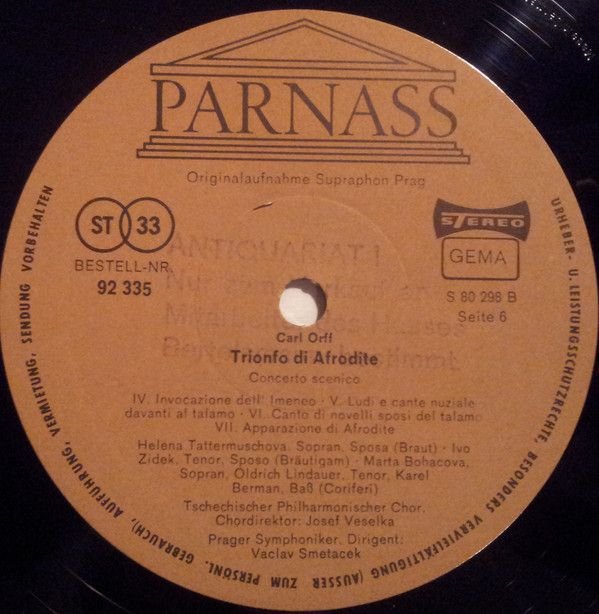 PARNASS
Originalaufnahme Supraphon Prag
ST 33
BESTELL-NR.
92 335
STEREO
GEMA
S 80 298 B
Seite 6
ANTIQUARIAT !
Carl Orff
Trionfo di Afrodite
Concerto scenico
IV. Invocazione dell' Imeneo · V. Ludi e cante nuziale
davanti al talamo · VI. Canto di novelli sposi del talamo
VII. Apparazione di Afrodite
Helena Tattermuschova, Sopran, Sposa (Braut) · Ivo
Zidek, Tenor, Sposo (Bräutigam) · Marta Bohacova,
Sopran, Oldrich Lindauer, Tenor, Karel
Berman, Baß (Coriferi)
Tschechischer Philharmonischer Chor,
Chordirektor: Josef Veselka
Prager Symphoniker, Dirigent:
Vaclav Smetacek
URHEBER- U. LEISTUNGSSCHUTZRECHTE, BESONDERS VERVIELFÄLTIGUNG (AUSSER ZUM PERSÖNL. GEBRAUCH), AUFFÜHRUNG, VERMIETUNG, SENDUNG VORBEHALTEN